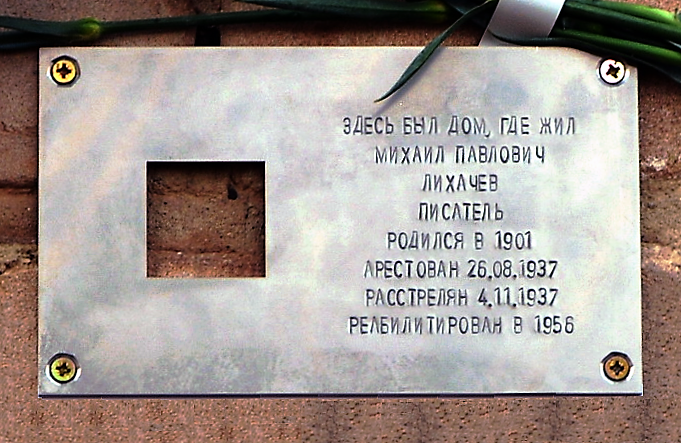 ЗДЕСЬ БЫЛ ДОМ, ГДЕ ЖИЛ
МИХАИЛ ПАВЛОВИЧ
ЛИХАЧЕВ
ПИСАТЕЛЬ
РОДИЛСЯ В 1901
АРЕСТОВАН 26.08.1937
РАССТРЕЛЯН 4.11.1937
РЕАБИЛИТИРОВАН В 1956